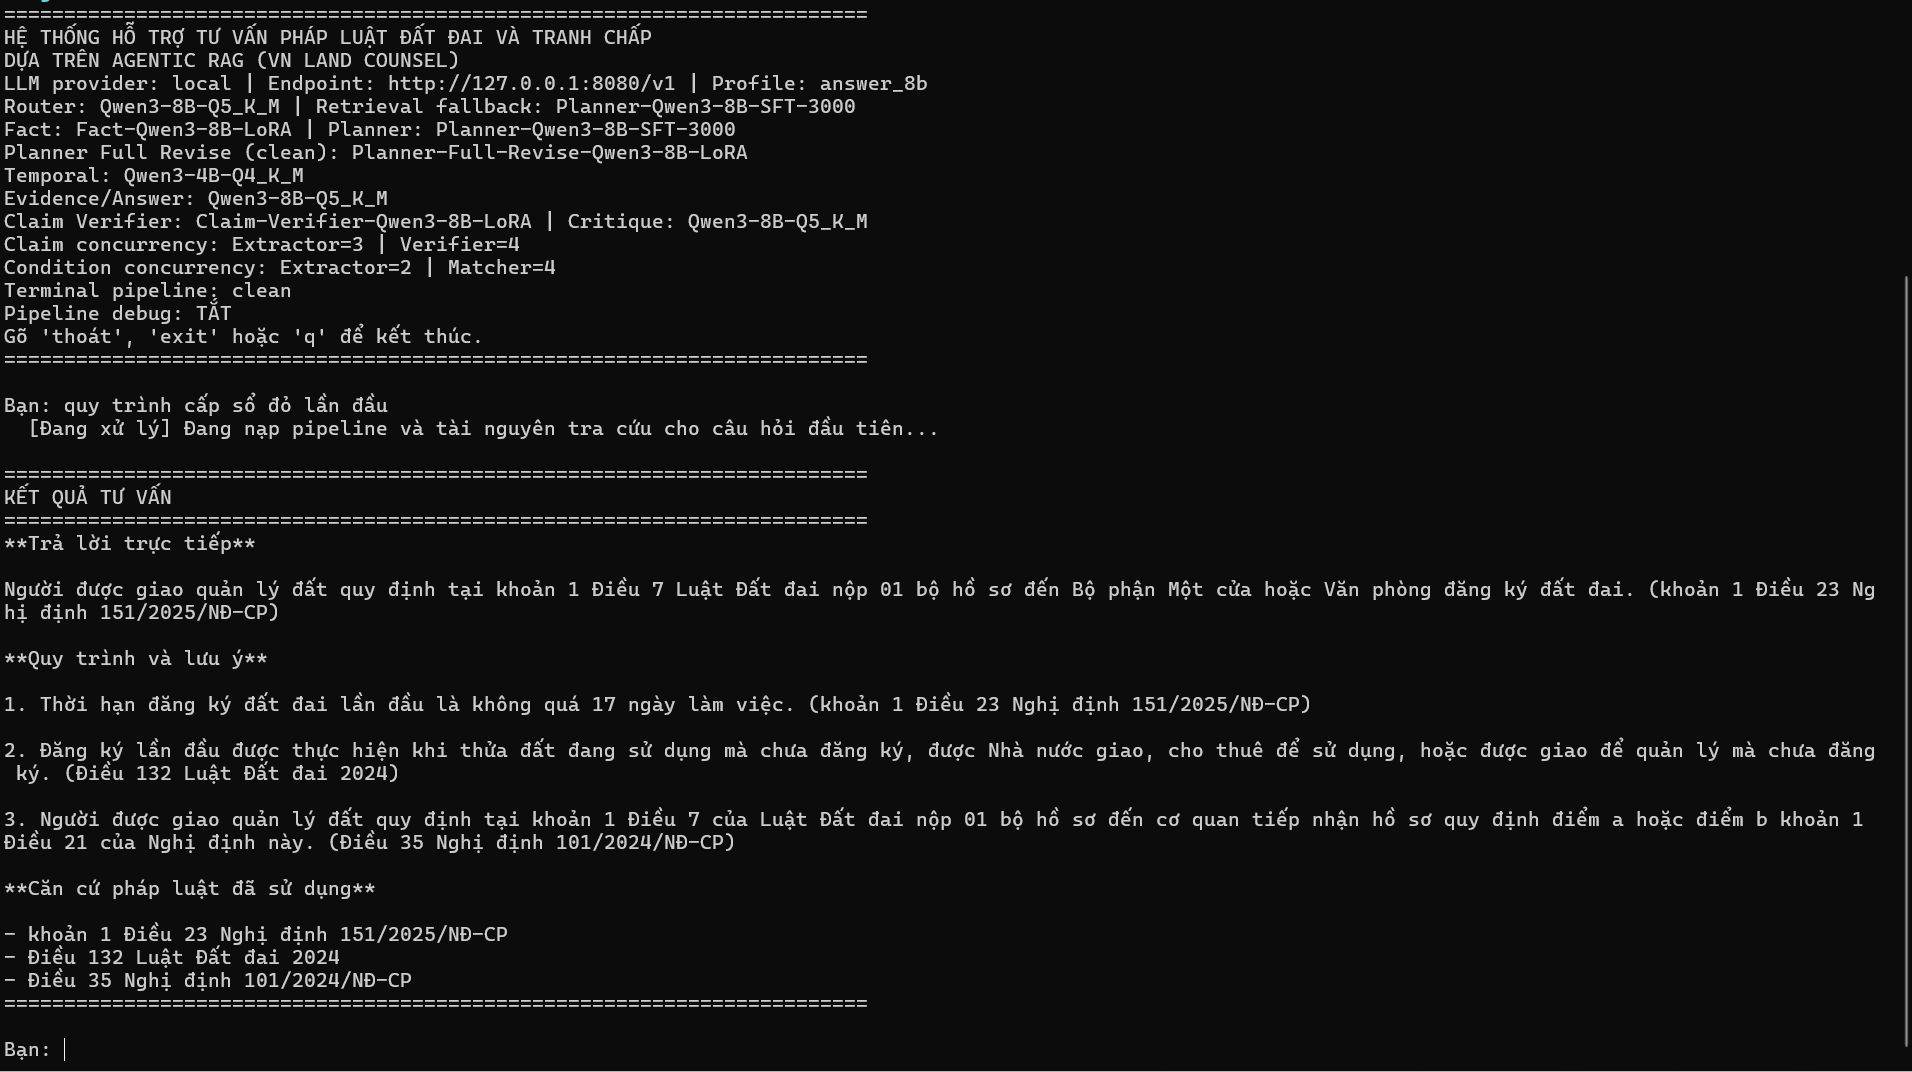 ========================================================================
HỆ THỐNG HỖ TRỢ TƯ VẤN PHÁP LUẬT ĐẤT ĐAI VÀ TRANH CHẤP
DỰA TRÊN AGENTIC RAG (VN LAND COUNSEL)
LLM provider: local | Endpoint: http://127.0.0.1:8080/v1 | Profile: answer_8b
Router: Qwen3-8B-Q5_K_M | Retrieval fallback: Planner-Qwen3-8B-SFT-3000
Fact: Fact-Qwen3-8B-LoRA | Planner: Planner-Qwen3-8B-SFT-3000
Planner Full Revise (clean): Planner-Full-Revise-Qwen3-8B-LoRA
Temporal: Qwen3-4B-Q4_K_M
Evidence/Answer: Qwen3-8B-Q5_K_M
Claim Verifier: Claim-Verifier-Qwen3-8B-LoRA | Critique: Qwen3-8B-Q5_K_M
Claim concurrency: Extractor=3 | Verifier=4
Condition concurrency: Extractor=2 | Matcher=4
Terminal pipeline: clean
Pipeline debug: TẮT
Gõ 'thoát', 'exit' hoặc 'q' để kết thúc.
========================================================================
Bạn: quy trình cấp sổ đỏ lần đầu
[Đang xử lý] Đang nạp pipeline và tài nguyên tra cứu cho câu hỏi đầu tiên...
========================================================================
KẾT QUẢ TƯ VẤN
========================================================================
**Trả lời trực tiếp**
Người được giao quản lý đất quy định tại khoản 1 Điều 7 Luật Đất đai nộp 01 bộ hồ sơ đến Bộ phận Một cửa hoặc Văn phòng đăng ký đất đai. (khoản 1 Điều 23 Ng
hị định 151/2025/NĐ-CP)
**Quy trình và lưu ý**
1. Thời hạn đăng ký đất đai lần đầu là không quá 17 ngày làm việc. (khoản 1 Điều 23 Nghị định 151/2025/NĐ-CP)
2. Đăng ký lần đầu được thực hiện khi thửa đất đang sử dụng mà chưa đăng ký, được Nhà nước giao, cho thuê để sử dụng, hoặc được giao để quản lý mà chưa đăng
ký. (Điều 132 Luật Đất đai 2024)
3. Người được giao quản lý đất quy định tại khoản 1 Điều 7 của Luật Đất đai nộp 01 bộ hồ sơ đến cơ quan tiếp nhận hồ sơ quy định điểm a hoặc điểm b khoản 1
Điều 21 của Nghị định này. (Điều 35 Nghị định 101/2024/NĐ-CP)
**Căn cứ pháp luật đã sử dụng**
- khoản 1 Điều 23 Nghị định 151/2025/NĐ-CP
- Điều 132 Luật Đất đai 2024
- Điều 35 Nghị định 101/2024/NĐ-CP
========================================================================
Bạn: